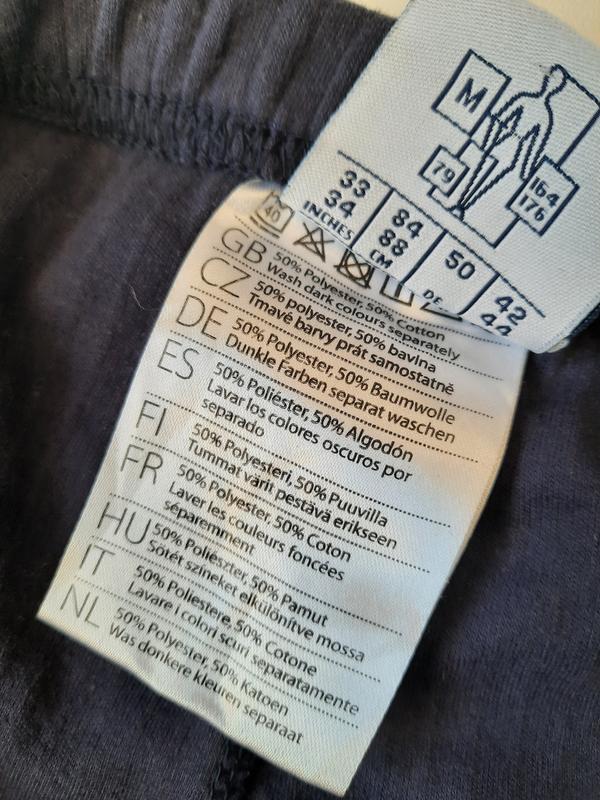 M
79
164
176
33
34
INCHES
84
88
CM
50
DE
42
44
40
GB 50% Polyester, 50% Cotton
Wash dark colours separately
CZ 50% polyester, 50% bavlna
Tmavé barvy prát samostatně
DE 50% Polyester, 50% Baumwolle
Dunkle Farben separat waschen
ES 50% Poliéster, 50% Algodón
Lavar los colores oscuros por
separado
FI 50% Polyesteri, 50% Puuvilla
Tummat värit pestävä erikseen
FR 50% Polyester, 50% Coton
Laver les couleurs foncées
séparemment
HU 50% Poliészter, 50% Pamut
Sötét színeket elkülönítve mossa
IT 50% Poliestere, 50% Cotone
Lavare i colori scuri separatamente
NL 50% Polyester, 50% Katoen
Was donkere kleuren separaat